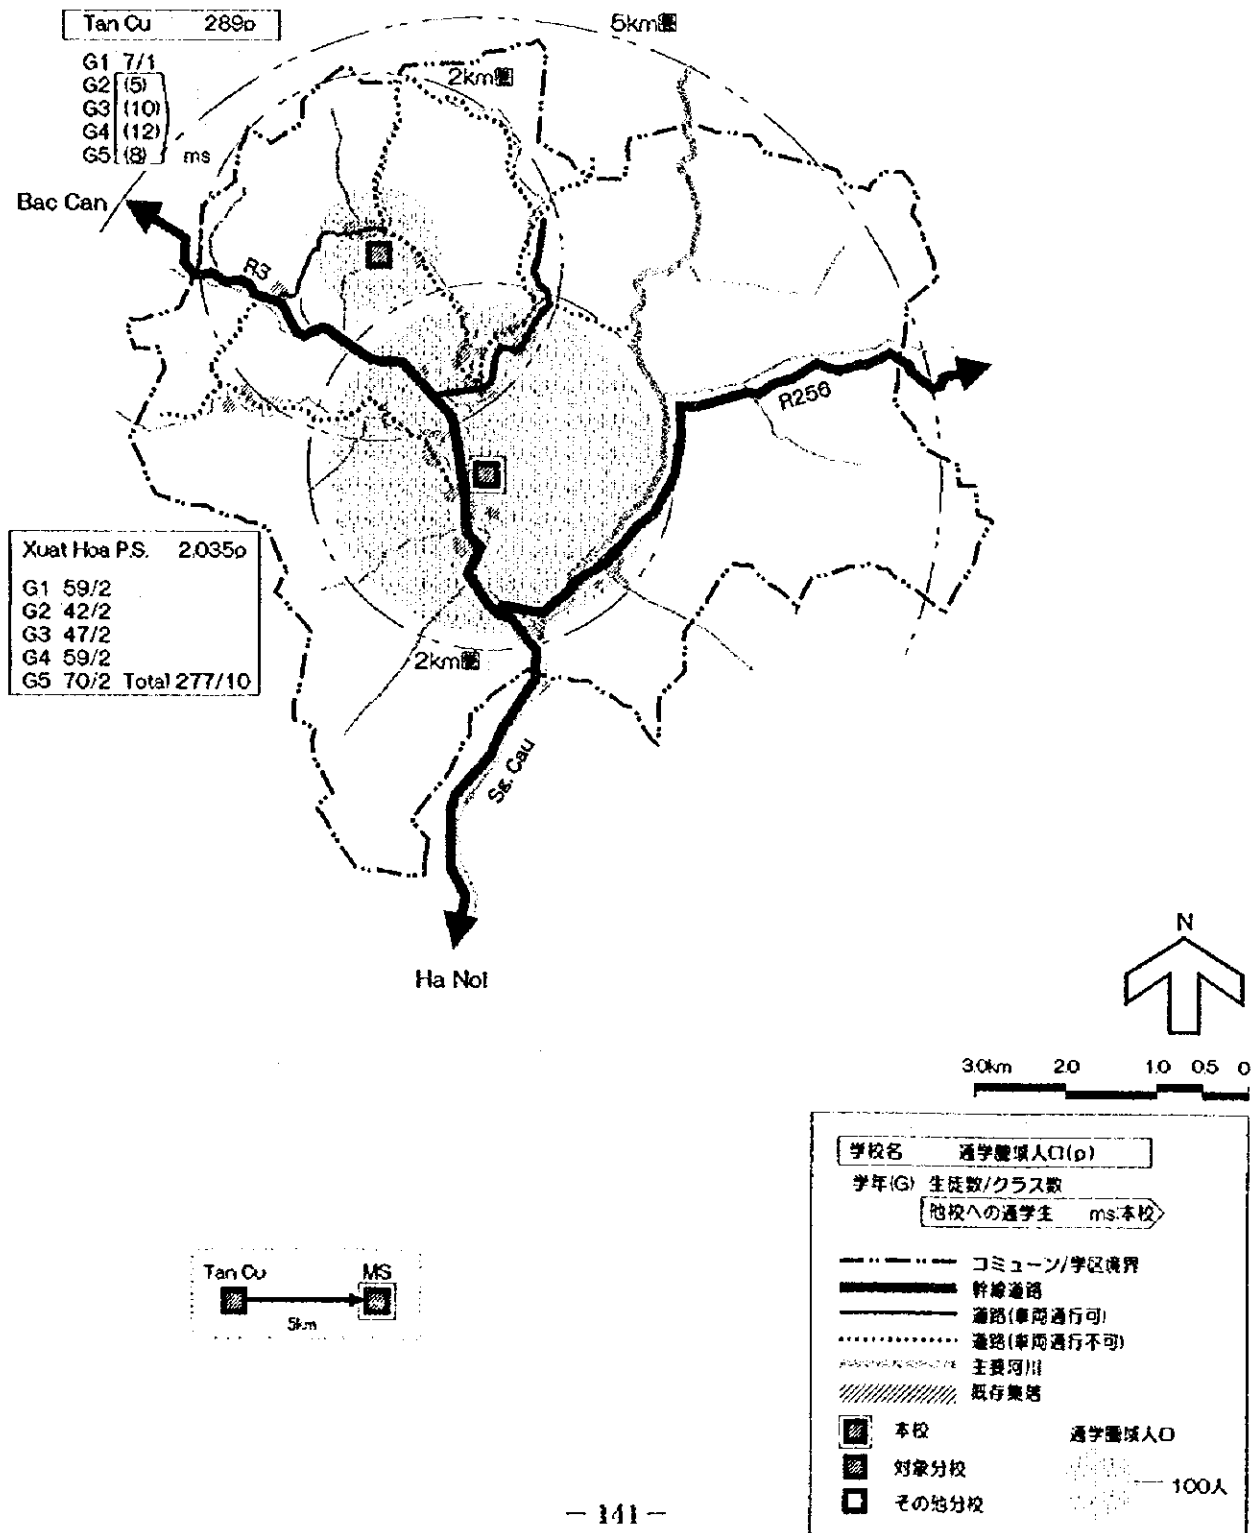 Tan Cu 289p
5km圏
G1 7/1
G2 (5)
G3 (10)
G4 (12)
G5 (8) ms
2km圏
Bac Can
R3
R256
Xuat Hoa P.S. 2.035p
G1 59/2
G2 42/2
G3 47/2
G4 59/2
G5 70/2 Total 277/10
2km圏
Sg. Cau
Ha Noi
N
3.0km 2.0 1.0 0.5 0
学校名 通学圏域人口(p)
学年(G) 生徒数/クラス数
他校への通学生 ms:本校
コミューン/学区境界
幹線道路
道路(車両通行可)
道路(車両通行不可)
主要河川
既存集落
本校
通学圏域人口
対象分校
100人
その他分校
Tan Cu MS
5km
— 141 —